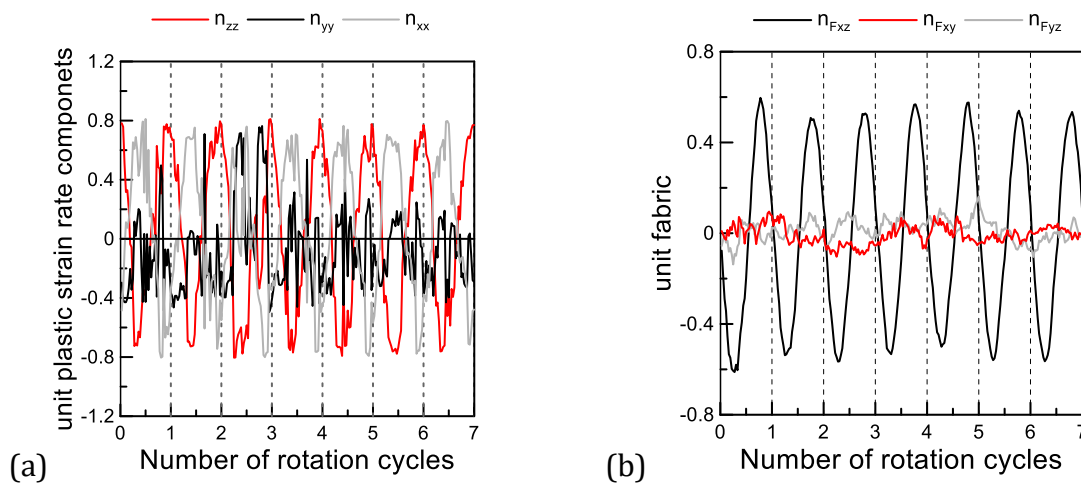 n_zz n_yy n_xx
unit plastic strain rate componets
1.2
0.8
0.4
0
-0.4
-0.8
-1.2
0 1 2 3 4 5 6 7
Number of rotation cycles
(a)
n_Fxz n_Fxy n_Fyz
unit fabric
0.8
0.4
0
-0.4
-0.8
0 1 2 3 4 5 6 7
Number of rotation cycles
(b)